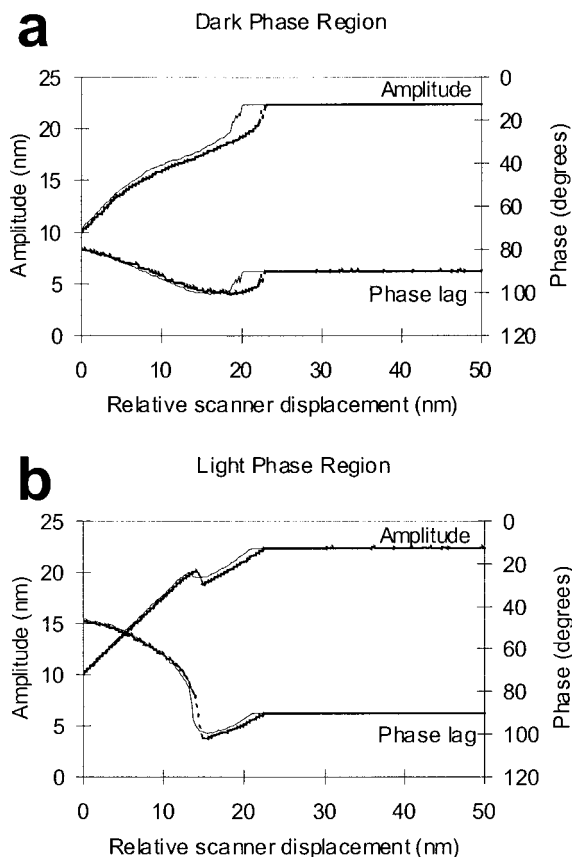 a
Dark Phase Region
25
20
15
10
5
0
Amplitude (nm)
0
20
40
60
80
100
120
Phase (degrees)
Amplitude
Phase lag
0 10 20 30 40 50
Relative scanner displacement (nm)
b
Light Phase Region
25
20
15
10
5
0
Amplitude (nm)
0
20
40
60
80
100
120
Phase (degrees)
Amplitude
Phase lag
0 10 20 30 40 50
Relative scanner displacement (nm)